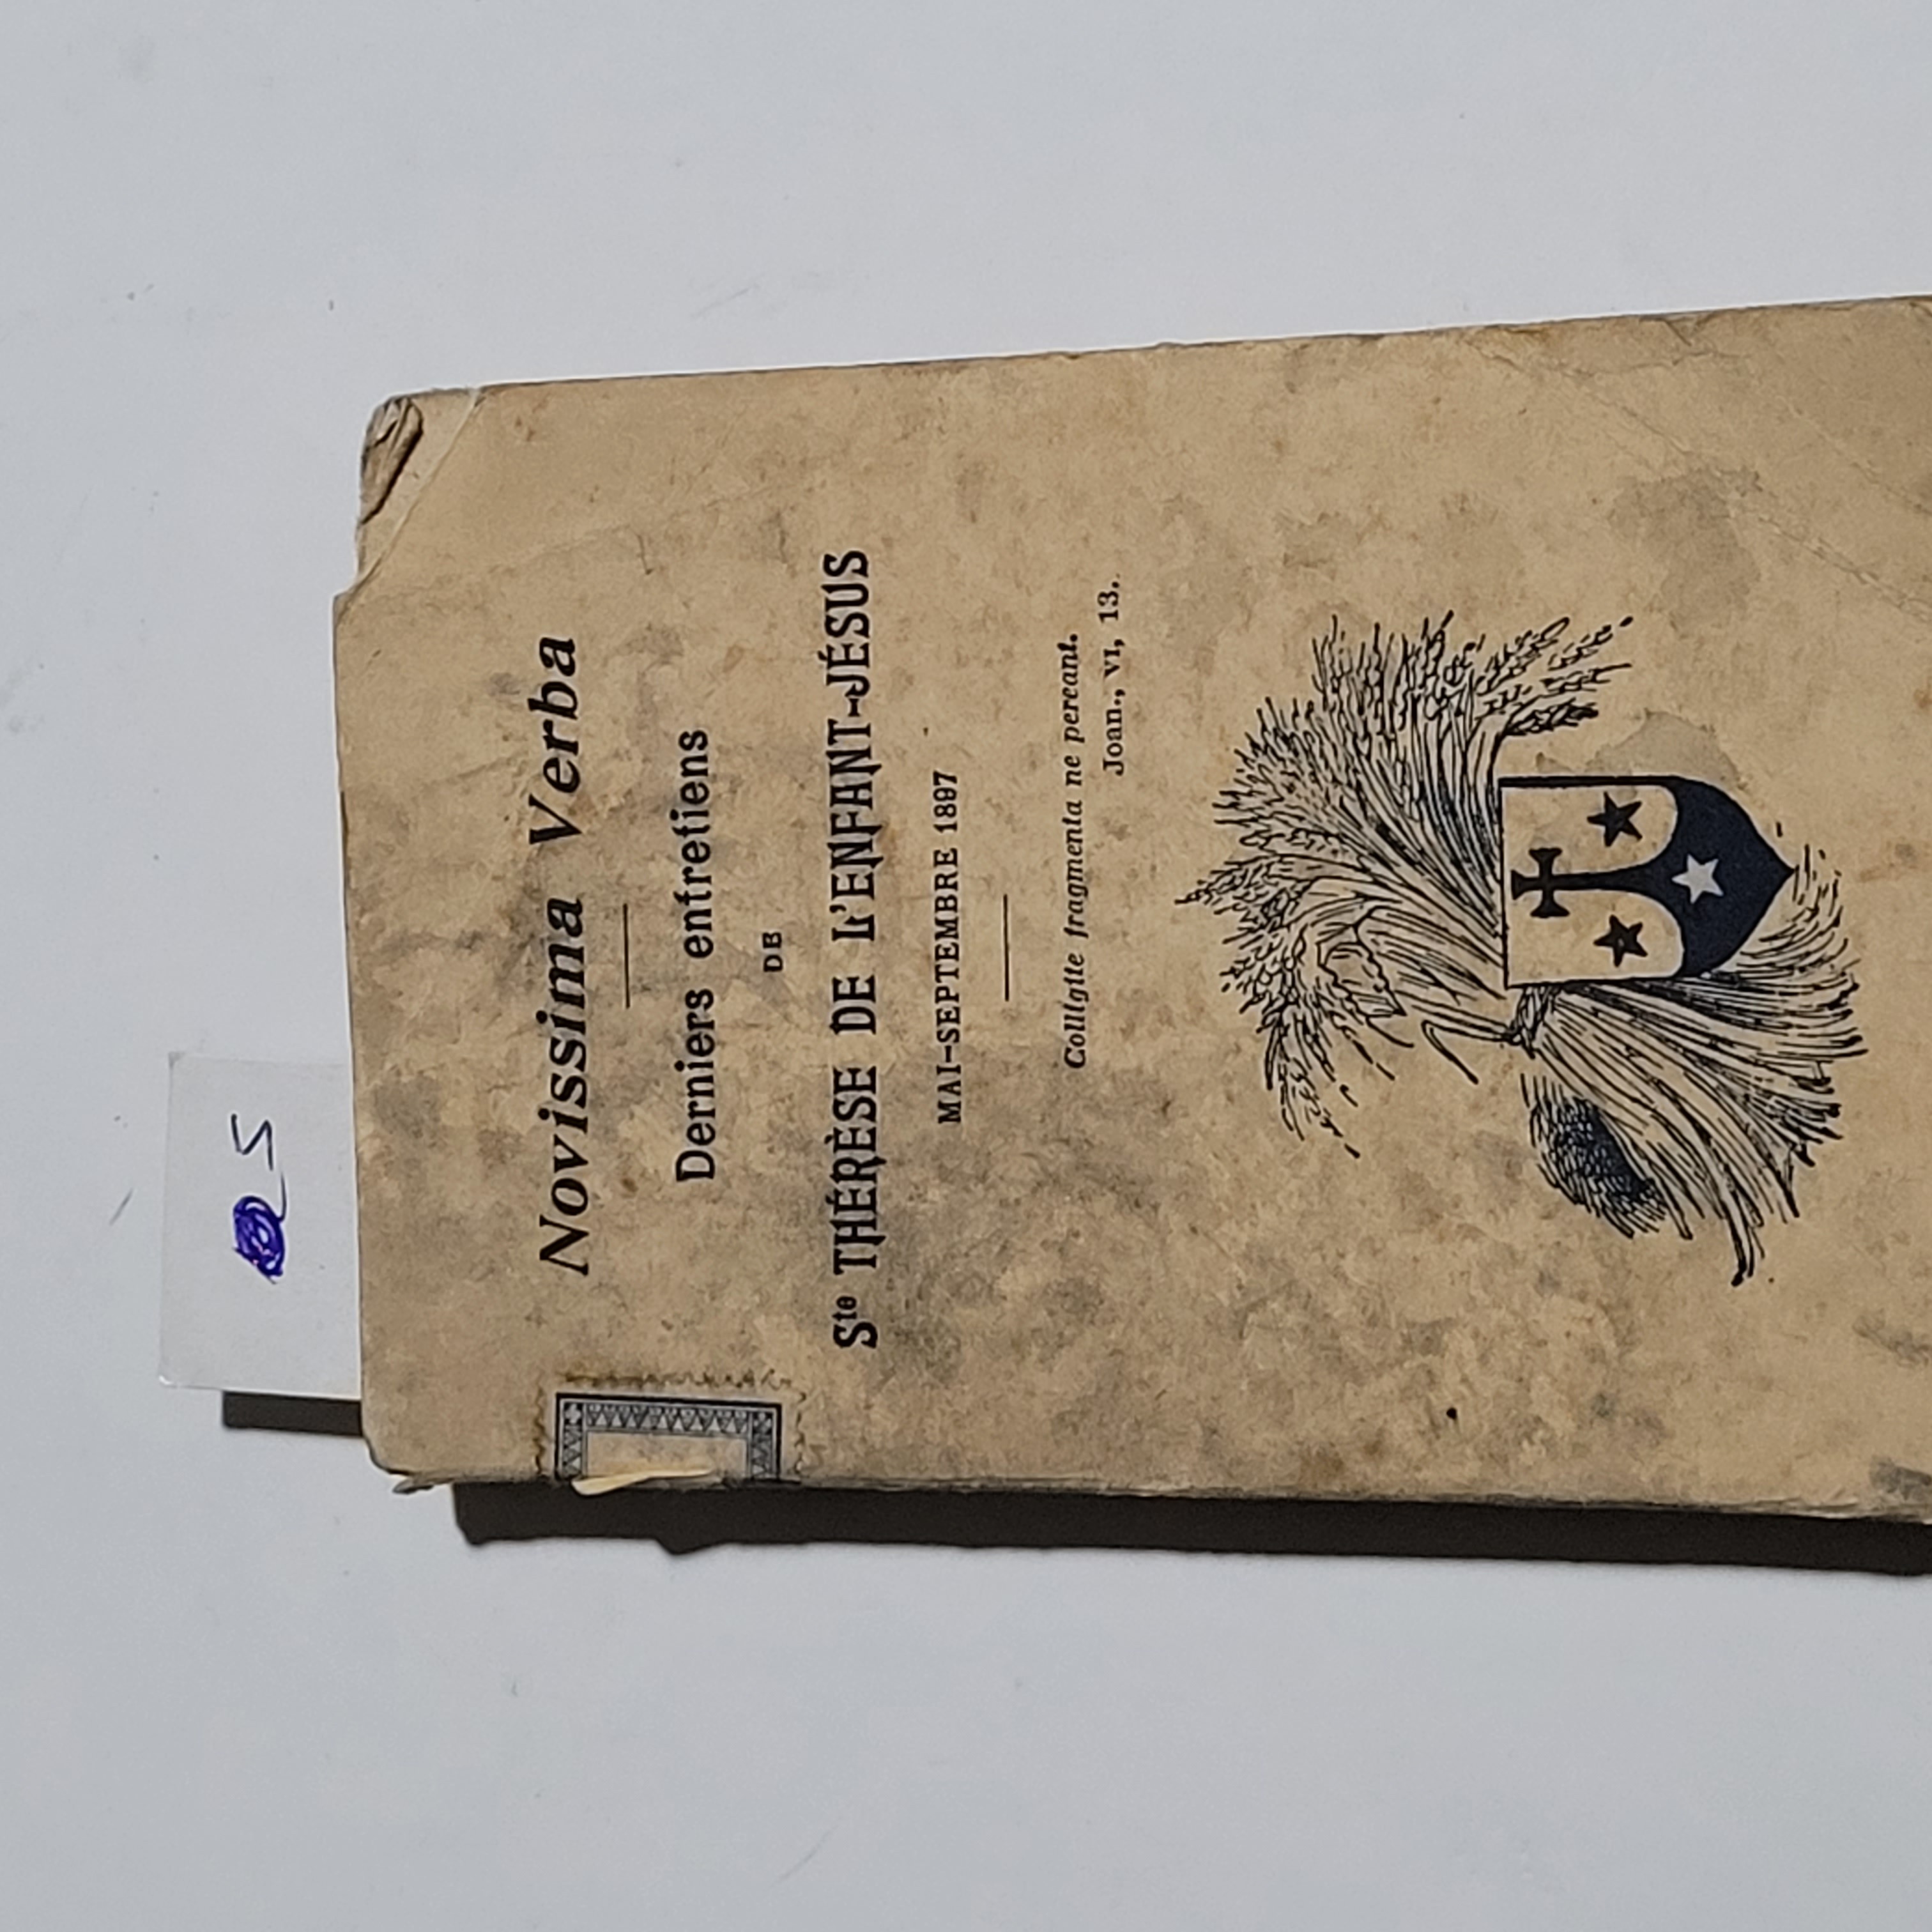 Novissima Verba
Derniers entretiens
DE
Ste THÉRÈSE DE L'ENFANT-JÉSUS
MAI-SEPTEMBRE 1897
Colligite fragmenta ne pereant.
Joan., VI, 13.